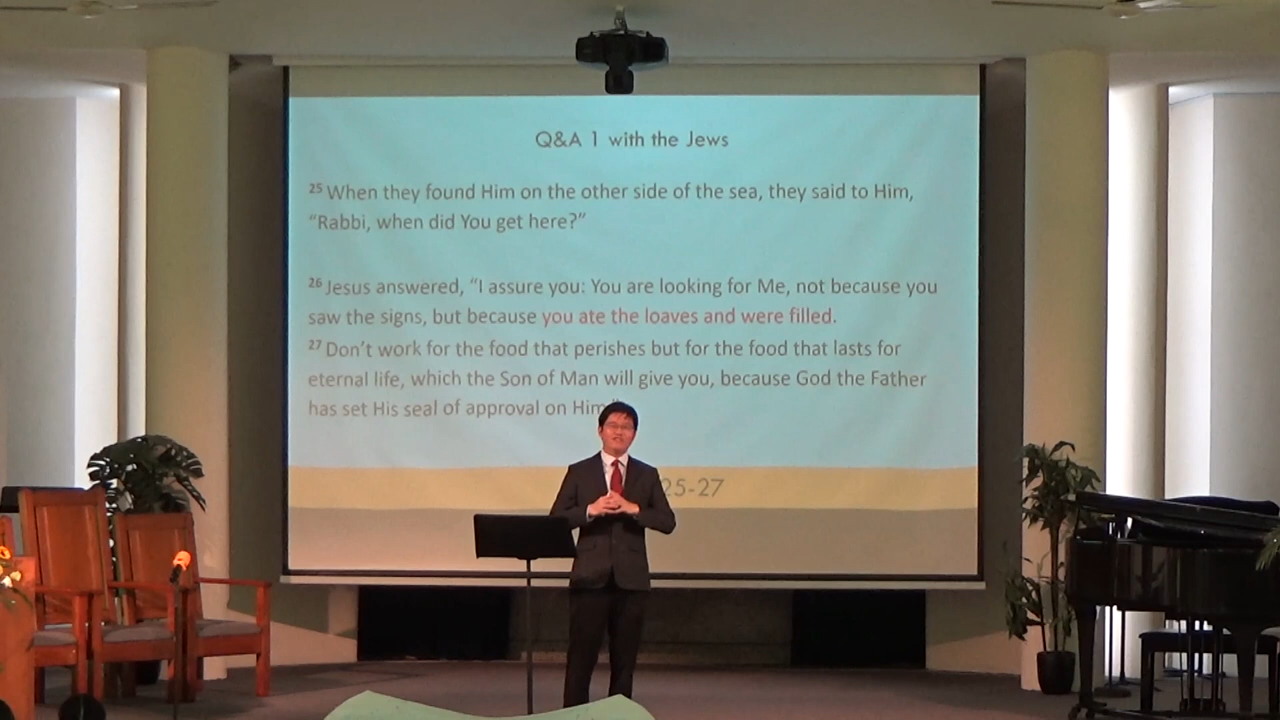 Q&A 1 with the Jews
25 When they found Him on the other side of the sea, they said to Him,
“Rabbi, when did You get here?”
26 Jesus answered, “I assure you: You are looking for Me, not because you
saw the signs, but because you ate the loaves and were filled.
27 Don’t work for the food that perishes but for the food that lasts for
eternal life, which the Son of Man will give you, because God the Father
has set His seal of approval on Him
25-27